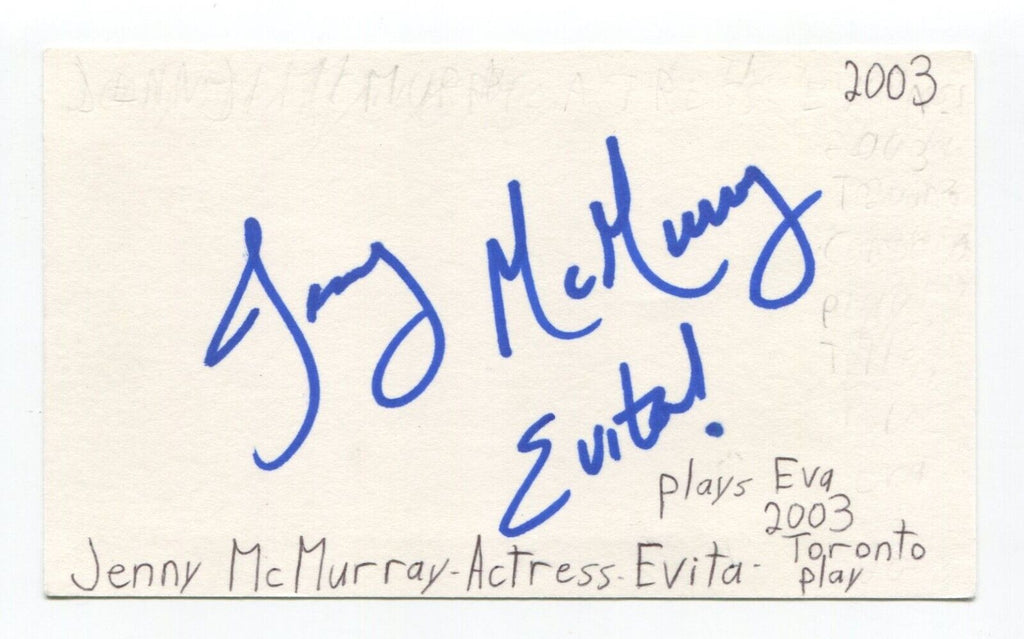 2003
Jenny McMurray
Evita!
plays Eva
2003
Toronto
play
Jenny McMurray-Actress-Evita-